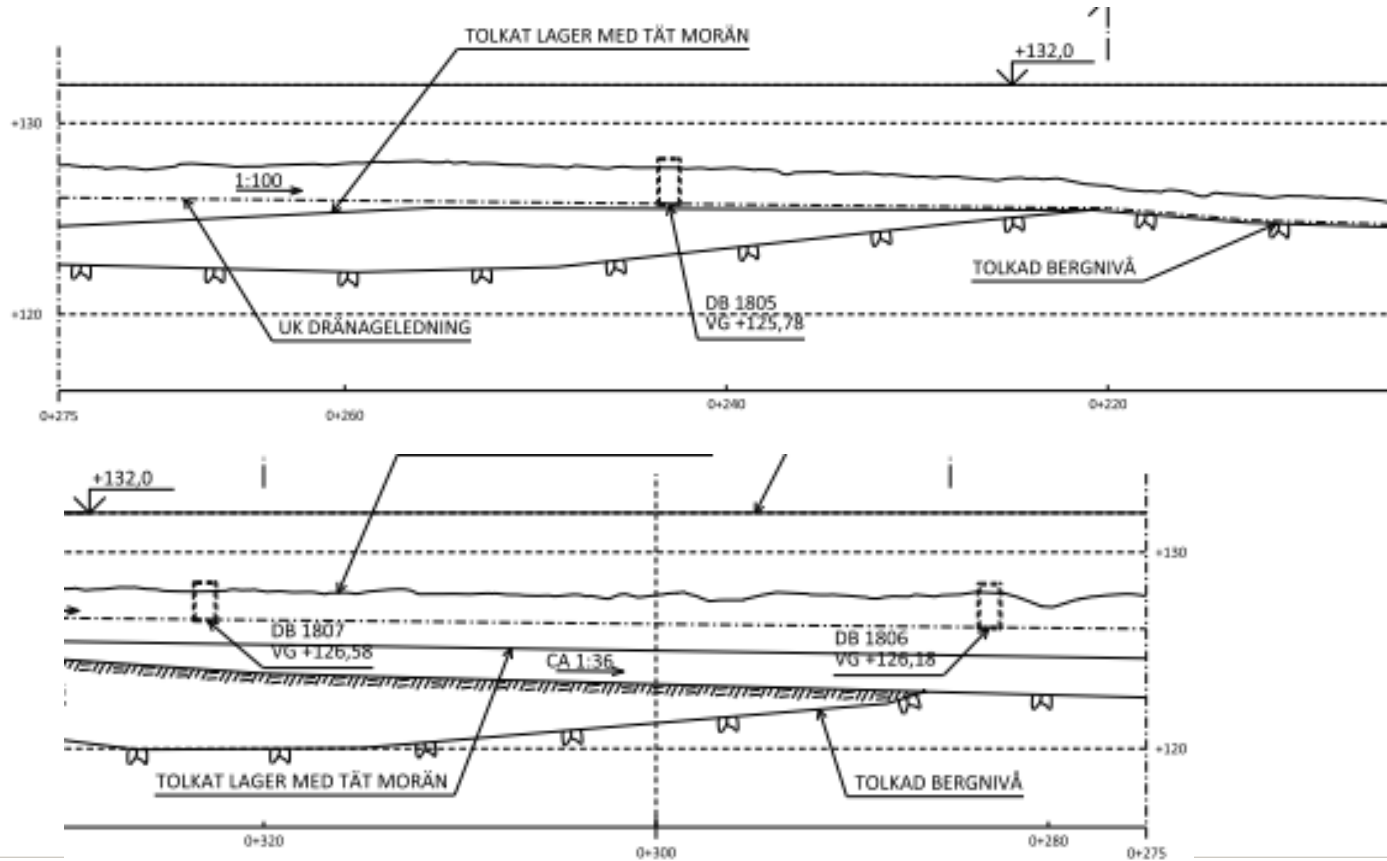 TOLKAT LAGER MED TÄT MORÄN
+132,0
+130
1:100
TOLKAD BERGNIVÅ
DB 1805
VG +125,78
+120
UK DRÄNAGELEDNING
0+275
0+260
0+240
0+220
+132,0
+130
DB 1807
VG +126,58
CA 1:36
DB 1806
VG +126,18
+120
TOLKAT LAGER MED TÄT MORÄN
TOLKAD BERGNIVÅ
0+320
0+300
0+280
0+275